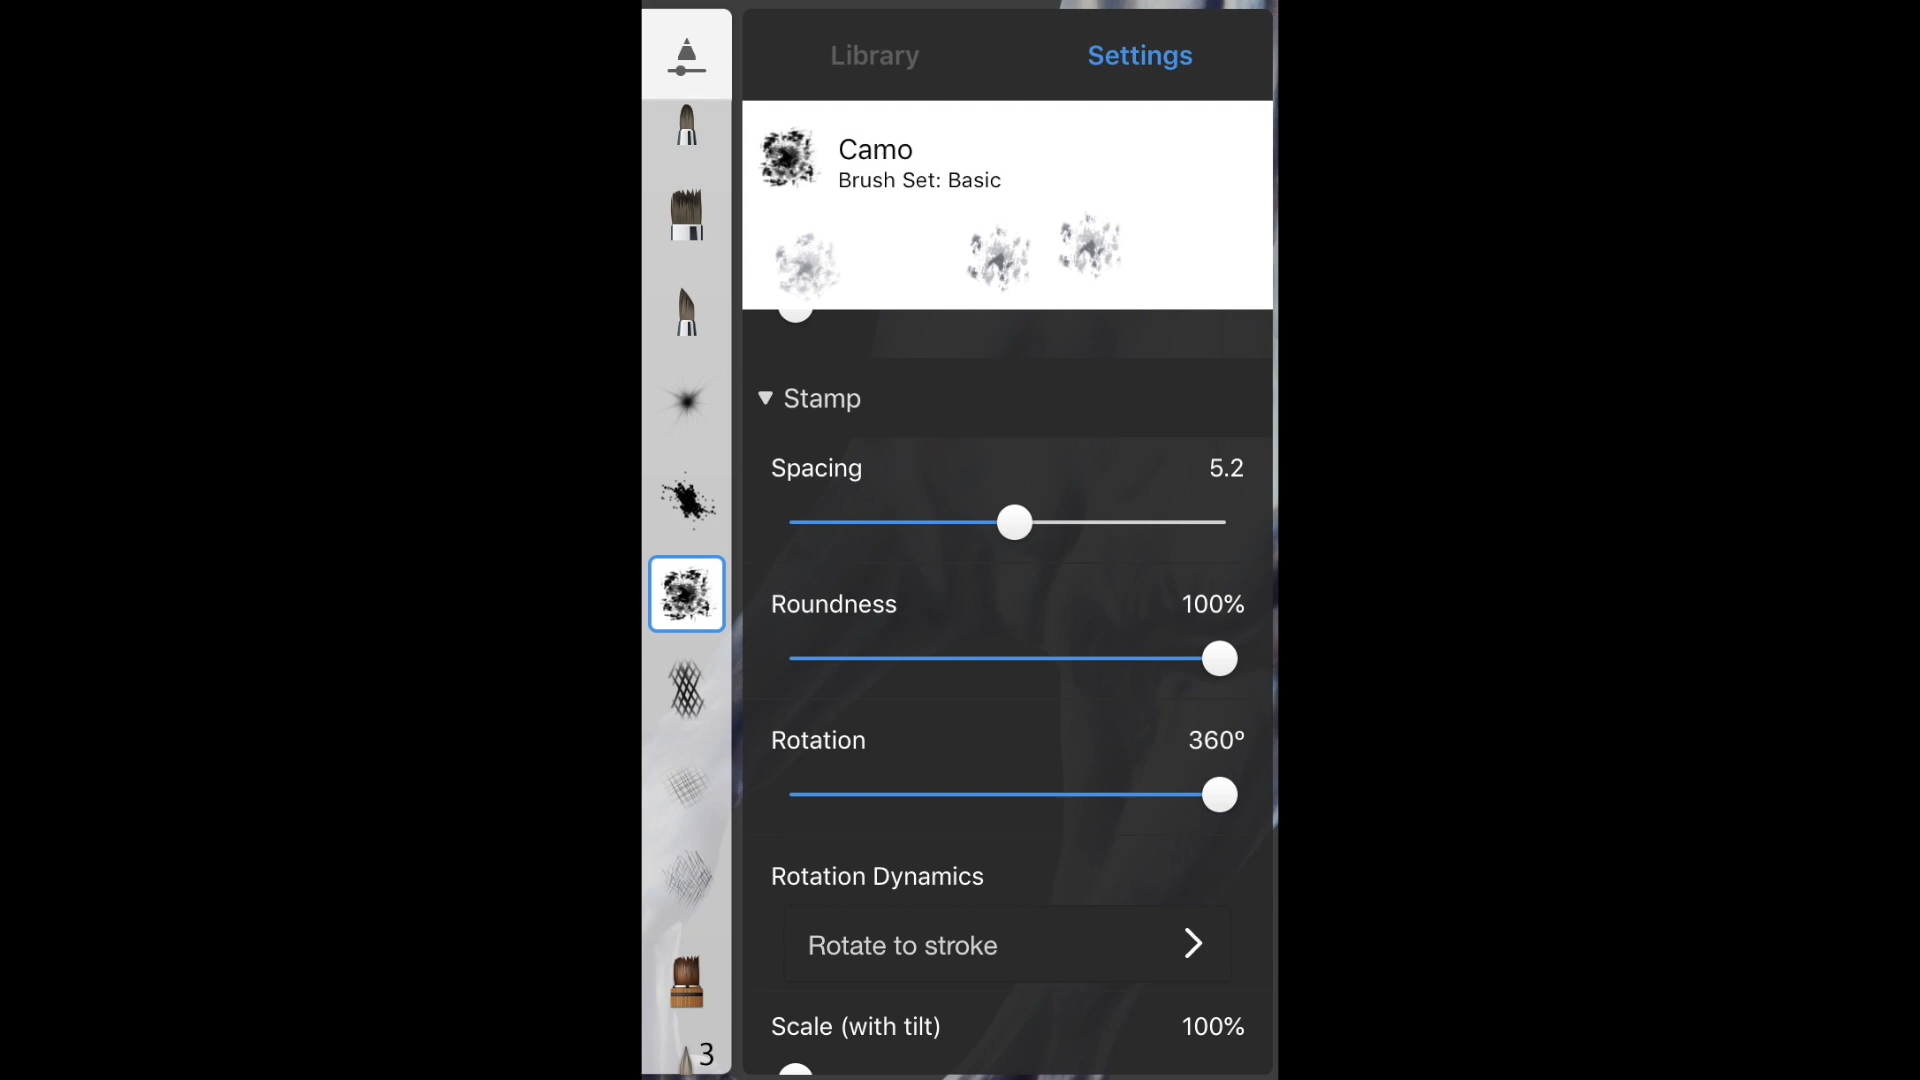 Library
Settings
Camo
Brush Set: Basic
Stamp
Spacing
5.2
Roundness
100%
Rotation
360º
Rotation Dynamics
Rotate to stroke
Scale (with tilt)
100%
3